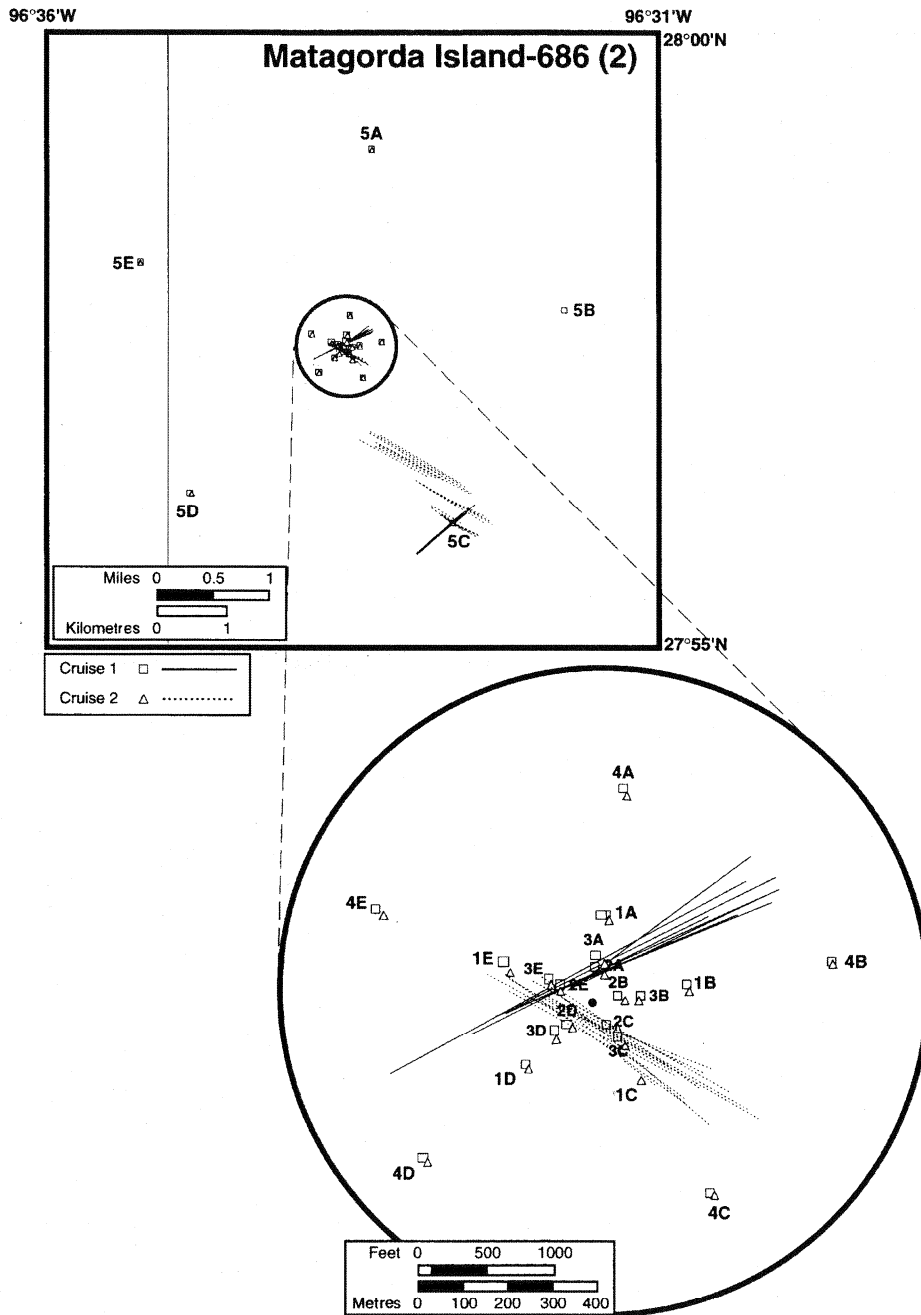 96°36'W 96°31'W
28°00'N
Matagorda Island-686 (2)
5A
5E
5B
5D
5C
Miles 0 0.5 1
Kilometres 0 1
27°55'N
Cruise 1
Cruise 2
4A
4E
1A
3A
1E
2A
4B
3E
2E
2B
1B
3B
2D
3D
2C
3C
1D
1C
4D
4C
Feet 0 500 1000
Metres 0 100 200 300 400